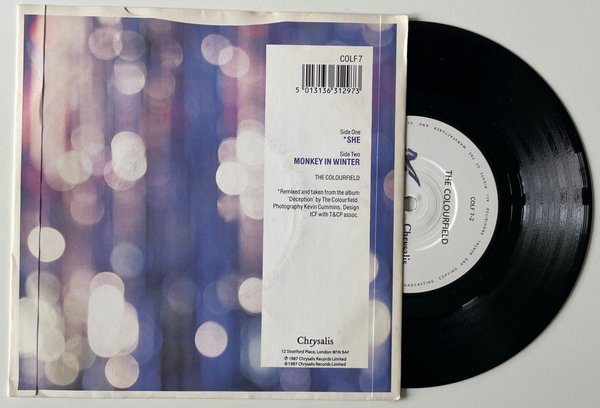 COLF 7
5 013136 312973
Side One
*SHE
Side Two
MONKEY IN WINTER
THE COLOURFIELD
*Remixed and taken from the album
'Deception' by The Colourfield.
Photography Kevin Cummins, Design
!CF with T&CP assoc.
Chrysalis
12 Stratford Place, London W1N 9AF
℗ 1987 Chrysalis Records Limited
©1987 Chrysalis Records Limited
THE COLOURFIELD
COLF 7-2
Chrysalis